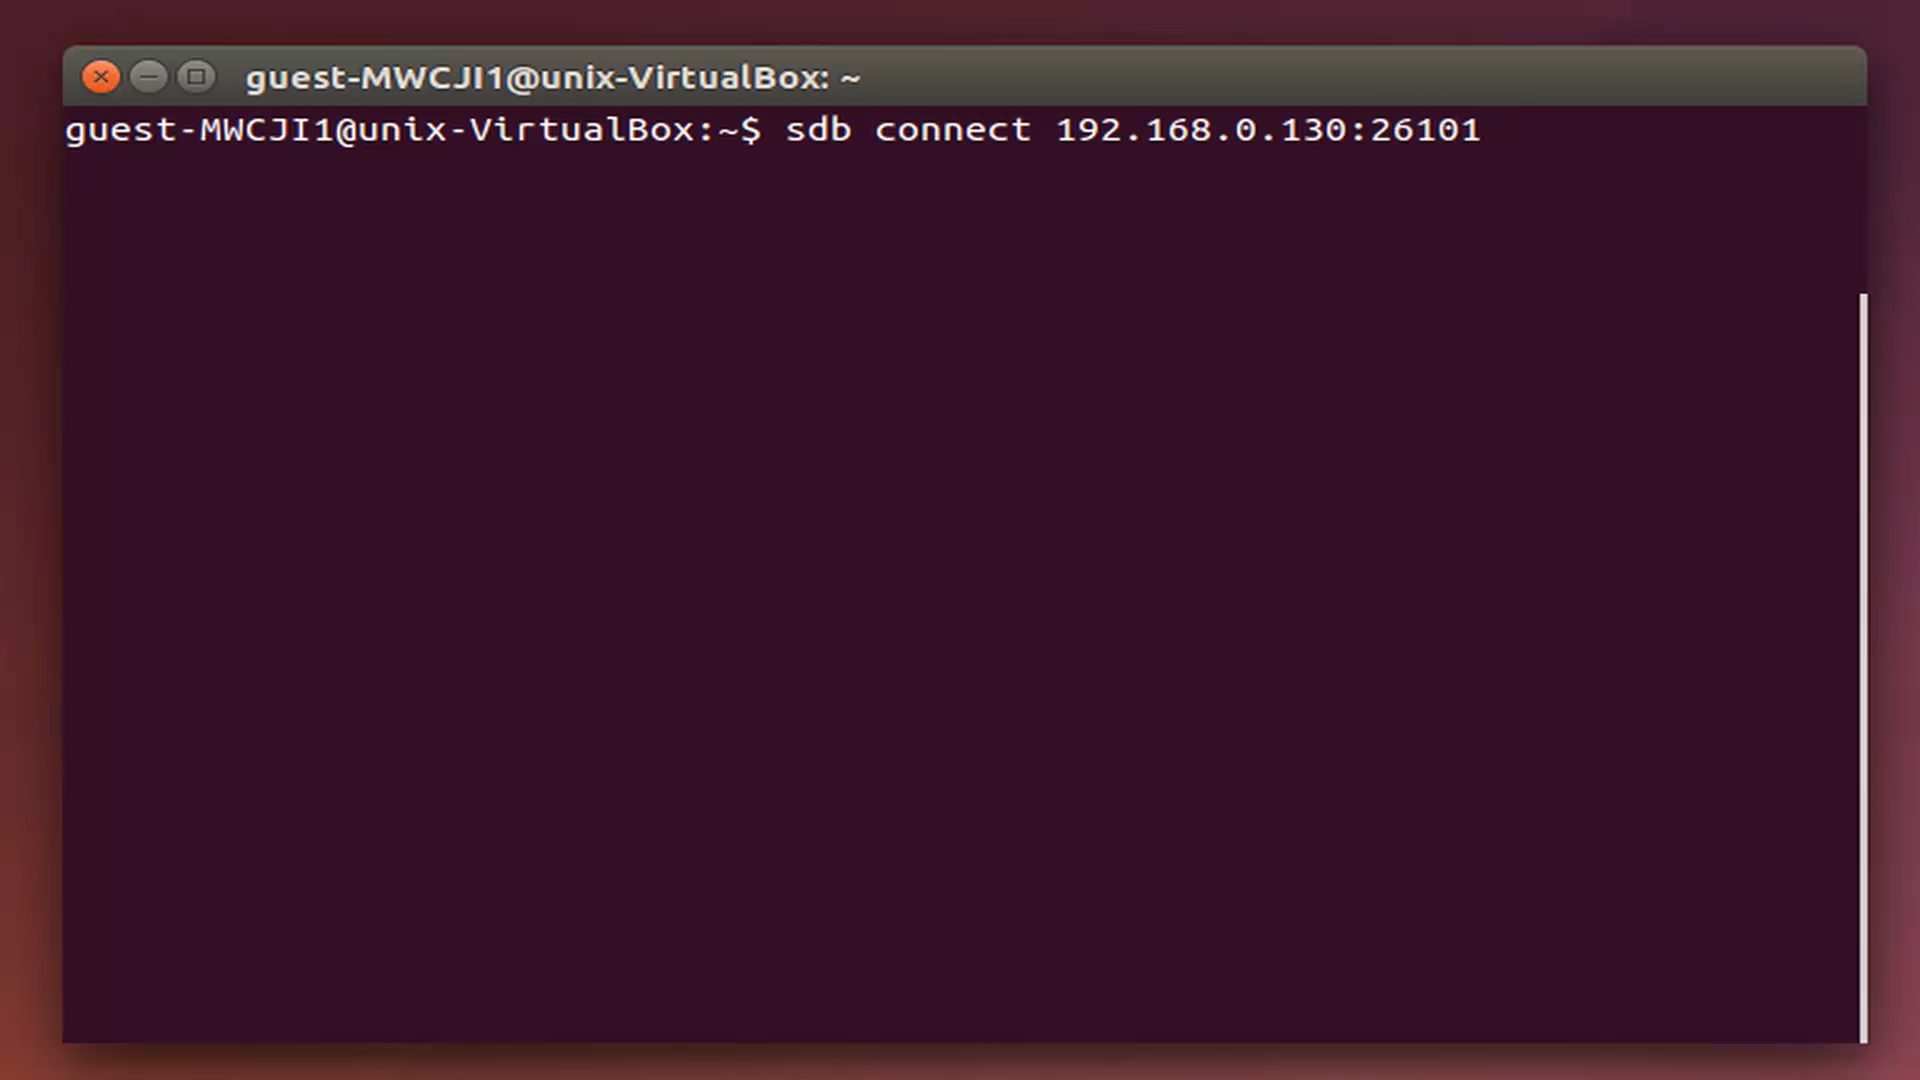 guest-MWCJI1@unix-VirtualBox: ~
guest-MWCJI1@unix-VirtualBox:~$ sdb connect 192.168.0.130:26101